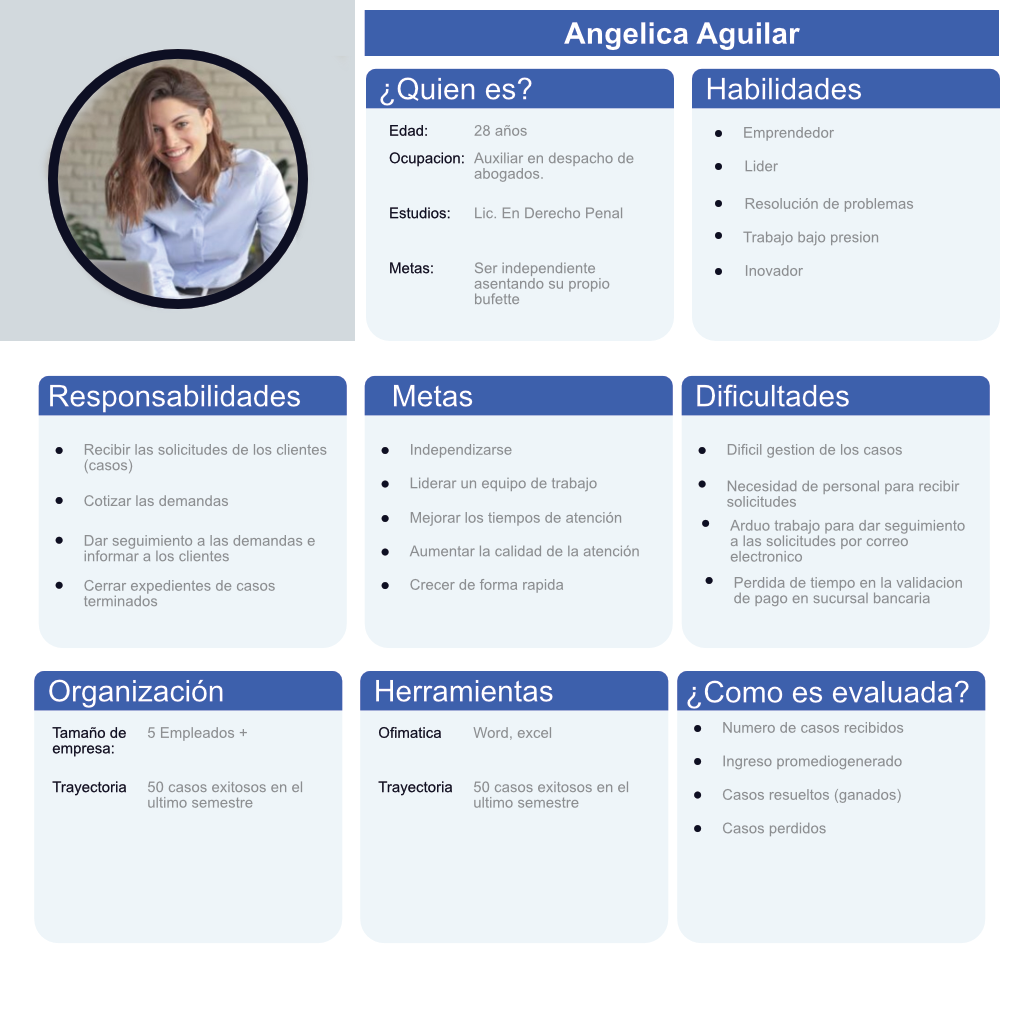 Angelica Aguilar
¿Quien es?
Edad: 28 años
Ocupacion: Auxiliar en despacho de
abogados.
Estudios: Lic. En Derecho Penal
Metas: Ser independiente
asentando su propio
bufette
Habilidades
Emprendedor
Lider
Resolución de problemas
Trabajo bajo presion
Inovador
Responsabilidades
Recibir las solicitudes de los clientes
(casos)
Cotizar las demandas
Dar seguimiento a las demandas e
informar a los clientes
Cerrar expedientes de casos
terminados
Metas
Independizarse
Liderar un equipo de trabajo
Mejorar los tiempos de atención
Aumentar la calidad de la atención
Crecer de forma rapida
Dificultades
Dificil gestion de los casos
Necesidad de personal para recibir
solicitudes
Arduo trabajo para dar seguimiento
a las solicitudes por correo
electronico
Perdida de tiempo en la validacion
de pago en sucursal bancaria
Organización
Tamaño de 5 Empleados +
empresa:
Trayectoria 50 casos exitosos en el
ultimo semestre
Herramientas
Ofimatica Word, excel
Trayectoria 50 casos exitosos en el
ultimo semestre
¿Como es evaluada?
Numero de casos recibidos
Ingreso promediogenerado
Casos resueltos (ganados)
Casos perdidos